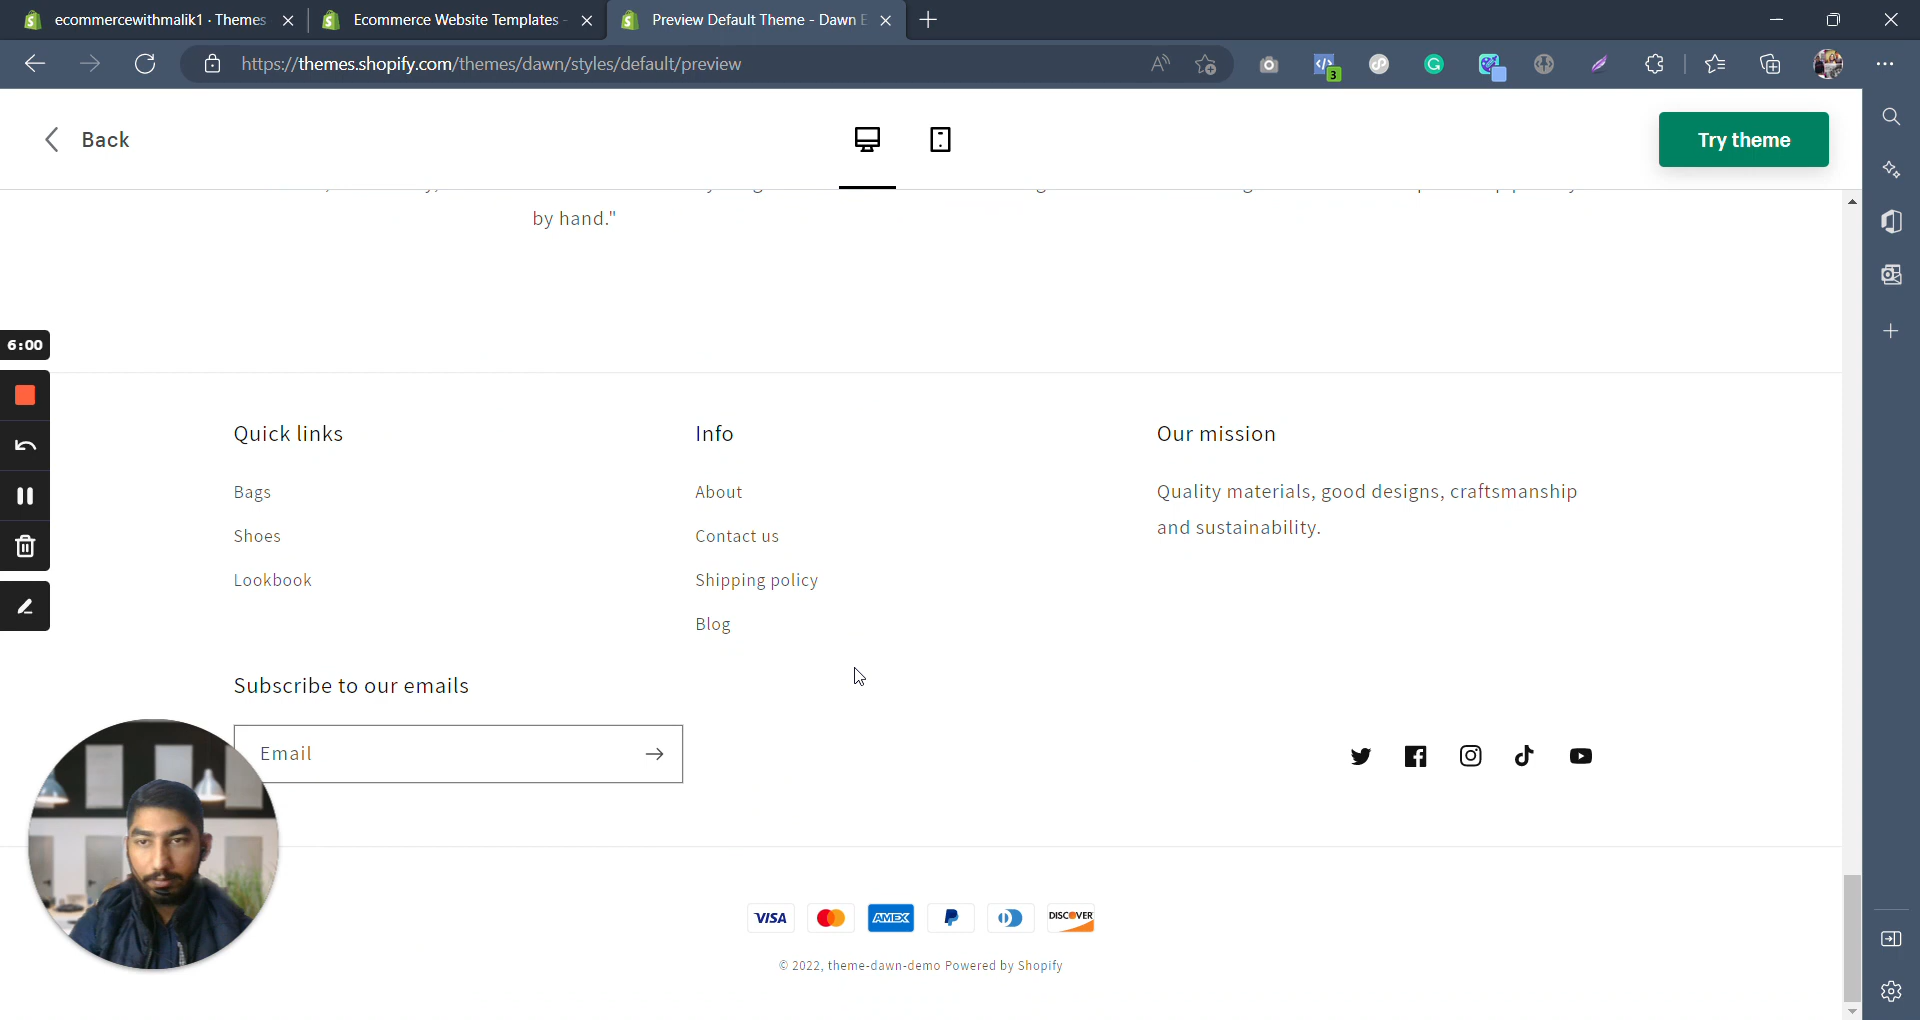 ecommercewithmalik1 · Themes
Ecommerce Website Templates -
Preview Default Theme - Dawn E
https://themes.shopify.com/themes/dawn/styles/default/preview
3
Back
Try theme
by hand."
6:00
Quick links
Bags
Shoes
Lookbook
Info
About
Contact us
Shipping policy
Blog
Our mission
Quality materials, good designs, craftsmanship
and sustainability.
Subscribe to our emails
Email
VISA
AMEX
DISCOVER
© 2022, theme-dawn-demo Powered by Shopify